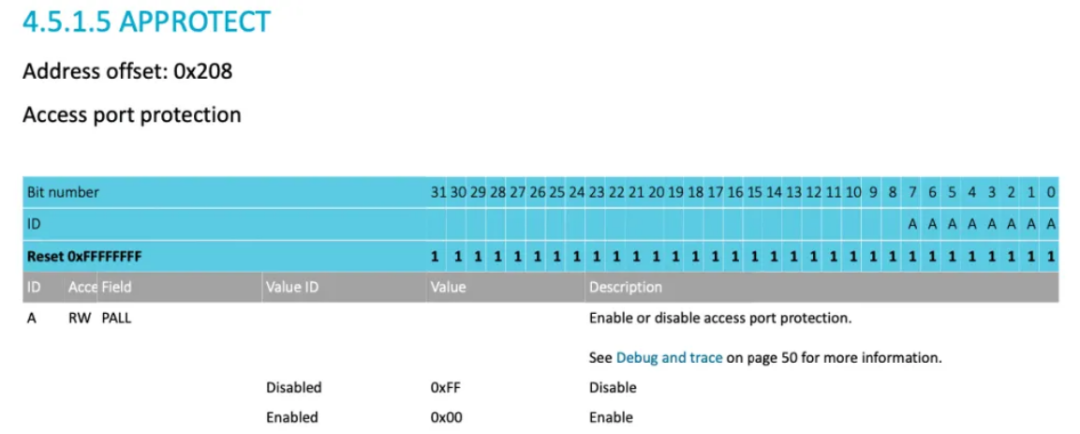 4.5.1.5 APPROTECT
Address offset: 0x208
Access port protection
Bit number 31 30 29 28 27 26 25 24 23 22 21 20 19 18 17 16 15 14 13 12 11 10 9 8 7 6 5 4 3 2 1 0
ID A A A A A A A A
Reset 0xFFFFFFFF 1 1 1 1 1 1 1 1 1 1 1 1 1 1 1 1 1 1 1 1 1 1 1 1 1 1 1 1 1 1 1 1
ID Acce Field Value ID Value Description
A RW PALL Enable or disable access port protection.
See Debug and trace on page 50 for more information.
Disabled 0xFF Disable
Enabled 0x00 Enable